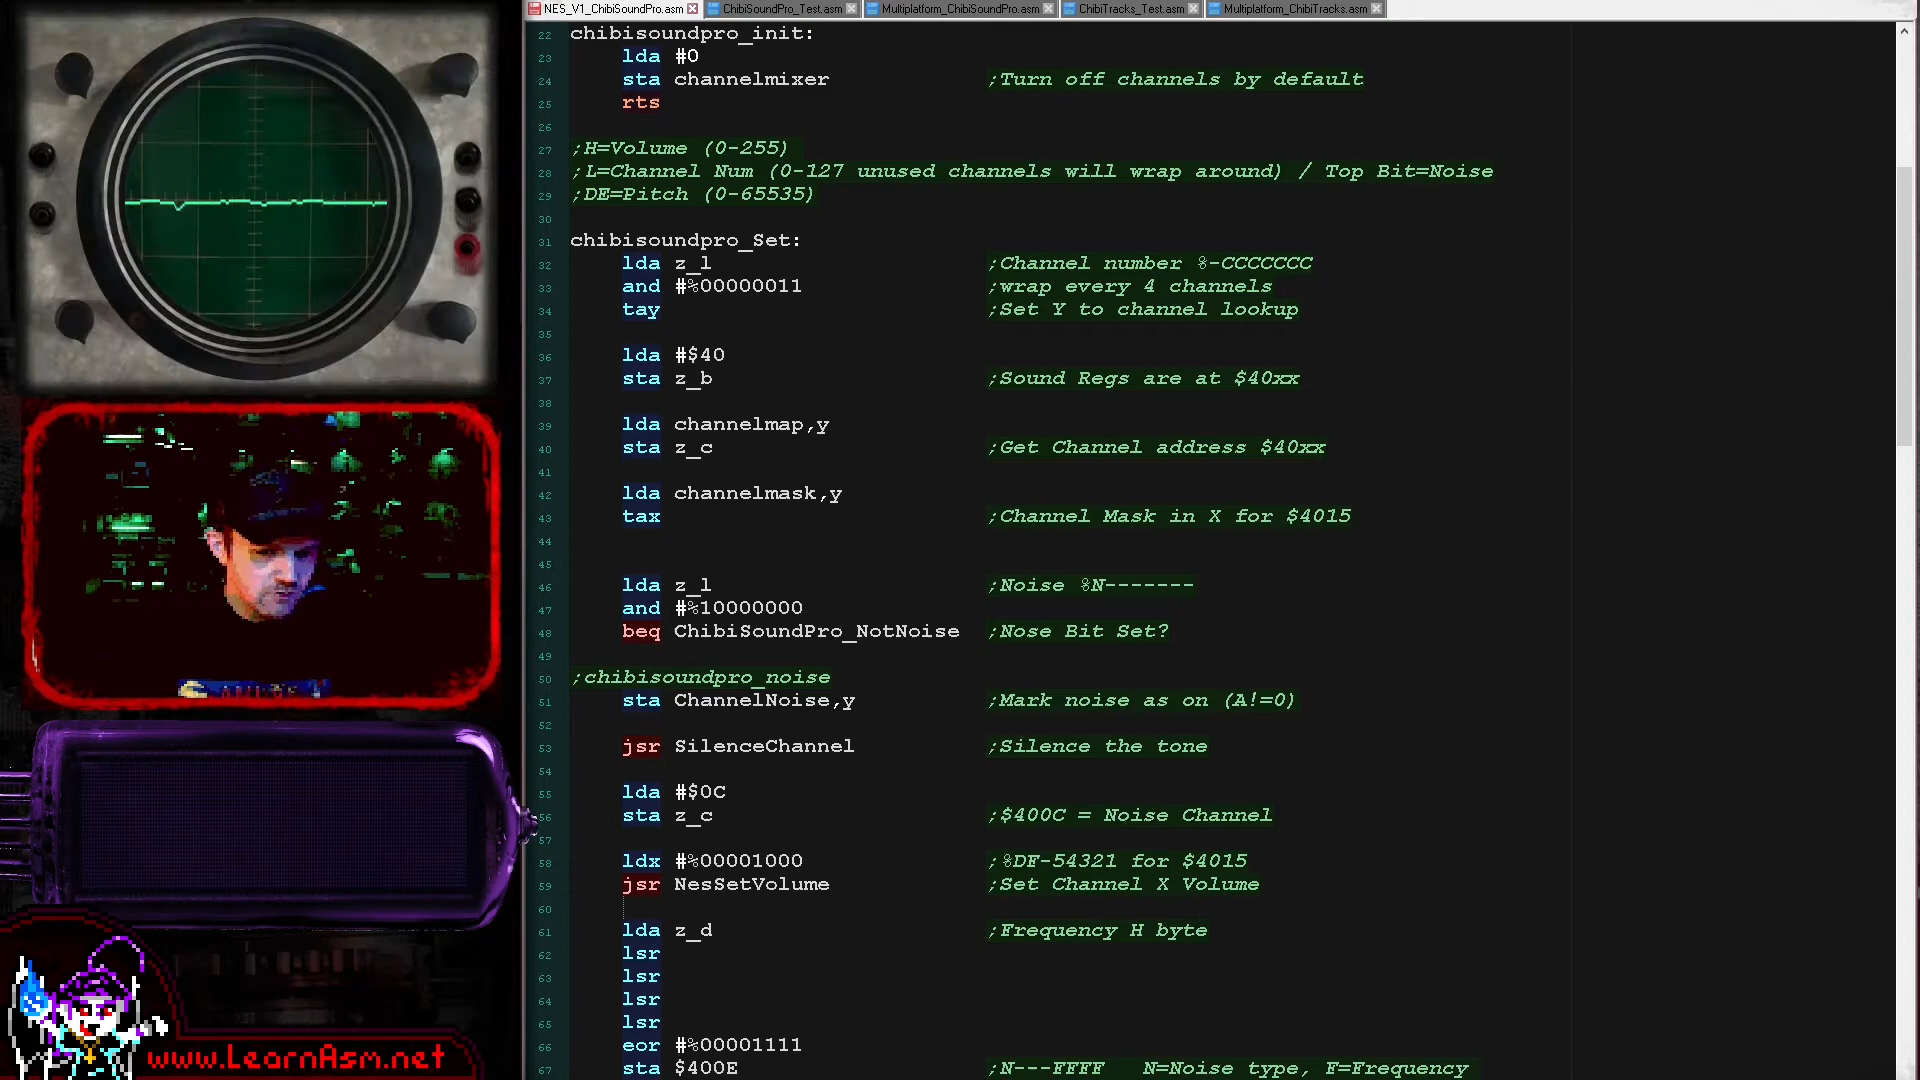 NES_V1_ChibiSoundPro.asm ChibiSoundPro_Test.asm Multiplatform_ChibiSoundPro.asm ChibiTracks_Test.asm Multiplatform_ChibiTracks.asm
22 chibisoundpro_init:
23 lda #0
24 sta channelmixer ;Turn off channels by default
25 rts
26
27 ;H=Volume (0-255)
28 ;L=Channel Num (0-127 unused channels will wrap around) / Top Bit=Noise
29 ;DE=Pitch (0-65535)
30
31 chibisoundpro_Set:
32 lda z_l ;Channel number %-CCCCCCC
33 and #%00000011 ;wrap every 4 channels
34 tay ;Set Y to channel lookup
35
36 lda #$40
37 sta z_b ;Sound Regs are at $40xx
38
39 lda channelmap,y
40 sta z_c ;Get Channel address $40xx
41
42 lda channelmask,y
43 tax ;Channel Mask in X for $4015
44
45
46 lda z_l ;Noise %N-------
47 and #%10000000
48 beq ChibiSoundPro_NotNoise ;Nose Bit Set?
49
50 ;chibisoundpro_noise
51 sta ChannelNoise,y ;Mark noise as on (A!=0)
52
53 jsr SilenceChannel ;Silence the tone
54
55 lda #$0C
56 sta z_c ;$400C = Noise Channel
57
58 ldx #%00001000 ;%DF-54321 for $4015
59 jsr NesSetVolume ;Set Channel X Volume
60
61 lda z_d ;Frequency H byte
62 lsr
63 lsr
64 lsr
65 lsr
66 eor #%00001111
67 sta $400E ;N---FFFF N=Noise type, F=Frequency
www.LearnAsm.net